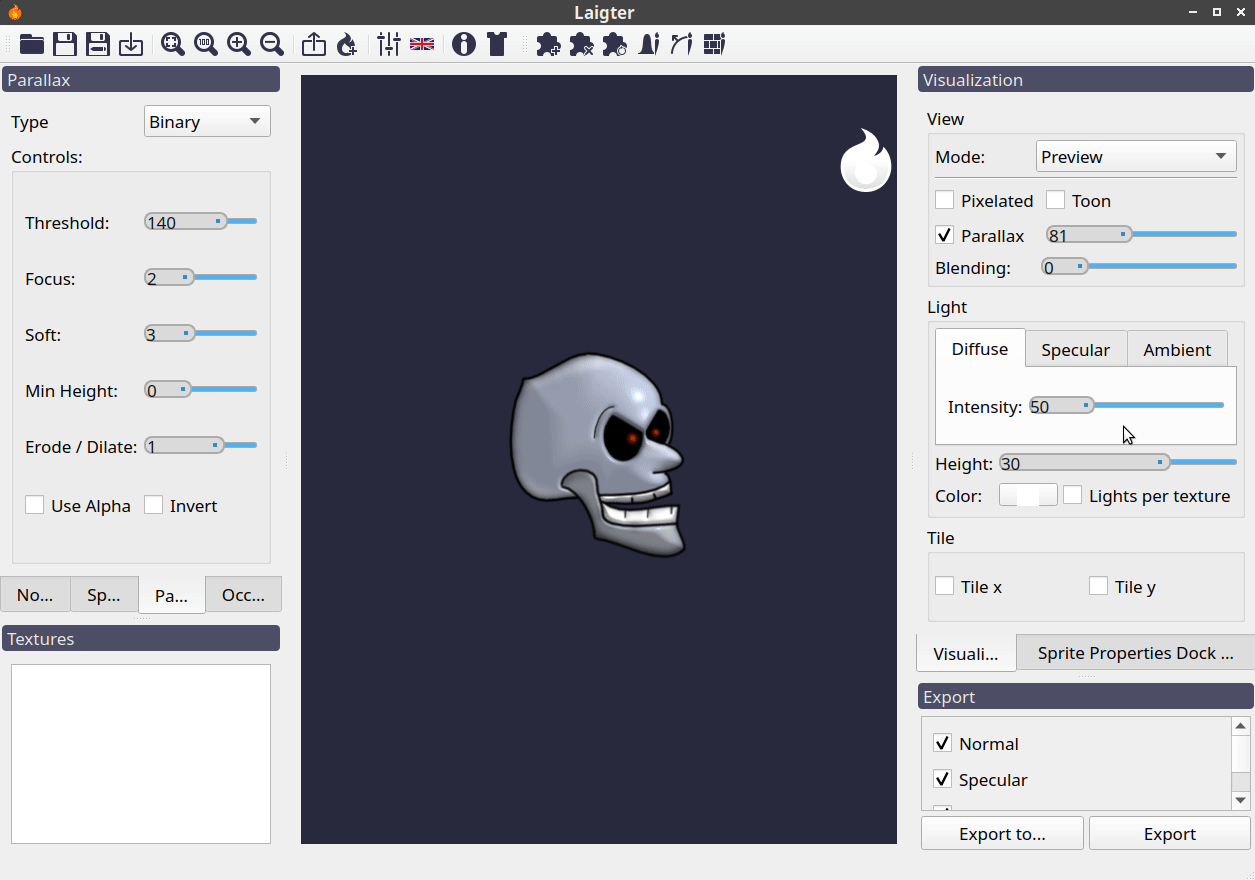 Laigter
100
Parallax
Type Binary
Controls:
Threshold: 140
Focus: 2
Soft: 3
Min Height: 0
Erode / Dilate: 1
Use Alpha Invert
No... Sp... Pa... Occ...
Textures
Visualization
View
Mode: Preview
Pixelated Toon
Parallax 81
Blending: 0
Light
Diffuse Specular Ambient
Intensity: 50
Height: 30
Color: Lights per texture
Tile
Tile x Tile y
Visuali... Sprite Properties Dock ...
Export
Normal
Specular
Export to... Export